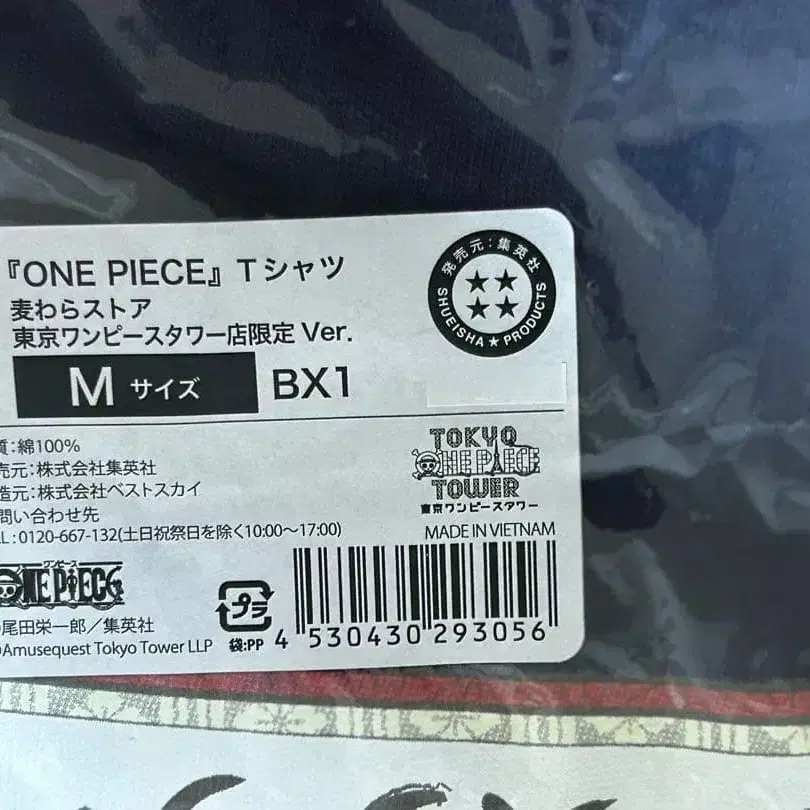 『ONE PIECE』Tシャツ
麦わらストア
東京ワンピースタワー店限定 Ver.
M サイズ BX1
発売元:集英社
SHUEISHA★PRODUCTS
質:綿100%
売元:株式会社集英社
造元:株式会社ベストスカイ
問い合わせ先
EL:0120-667-132(土日祝祭日を除く10:00〜17:00)
TOKYO
ONE PIECE
TOWER
東京ワンピースタワー
MADE IN VIETNAM
ワンピース
ONE PIECE
プラ
袋:PP
©尾田栄一郎／集英社
©Amusequest Tokyo Tower LLP
4 530430 293056